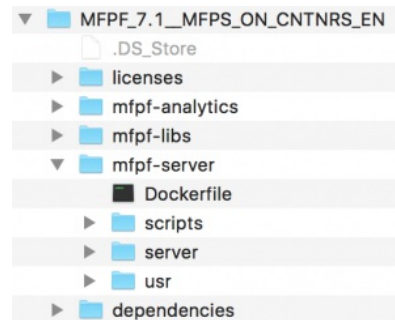 MFPF_7.1__MFPS_ON_CNTNRS_EN
.DS_Store
licenses
mfpf-analytics
mfpf-libs
mfpf-server
Dockerfile
scripts
server
usr
dependencies